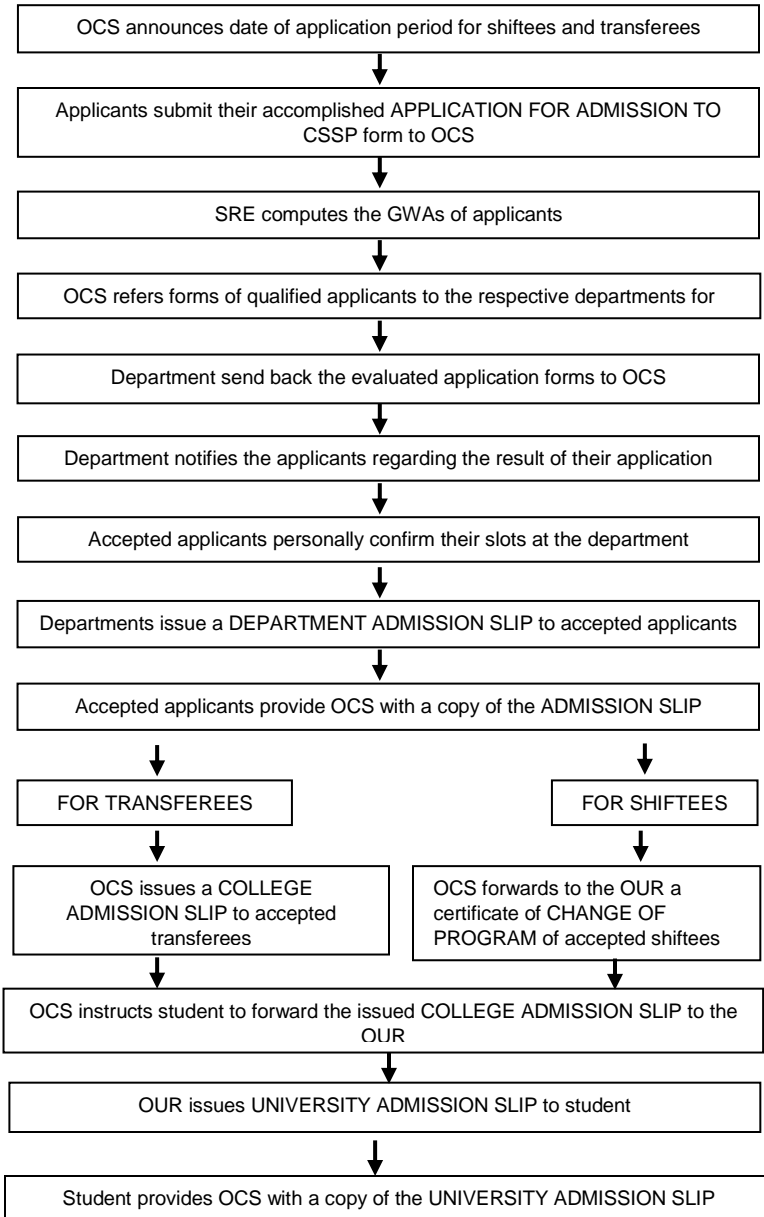 OCS announces date of application period for shiftees and transferees
Applicants submit their accomplished APPLICATION FOR ADMISSION TO
CSSP form to OCS
SRE computes the GWAs of applicants
OCS refers forms of qualified applicants to the respective departments for
Department send back the evaluated application forms to OCS
Department notifies the applicants regarding the result of their application
Accepted applicants personally confirm their slots at the department
Departments issue a DEPARTMENT ADMISSION SLIP to accepted applicants
Accepted applicants provide OCS with a copy of the ADMISSION SLIP
FOR TRANSFEREES
FOR SHIFTEES
OCS issues a COLLEGE
ADMISSION SLIP to accepted
transferees
OCS forwards to the OUR a
certificate of CHANGE OF
PROGRAM of accepted shiftees
OCS instructs student to forward the issued COLLEGE ADMISSION SLIP to the
OUR
OUR issues UNIVERSITY ADMISSION SLIP to student
Student provides OCS with a copy of the UNIVERSITY ADMISSION SLIP